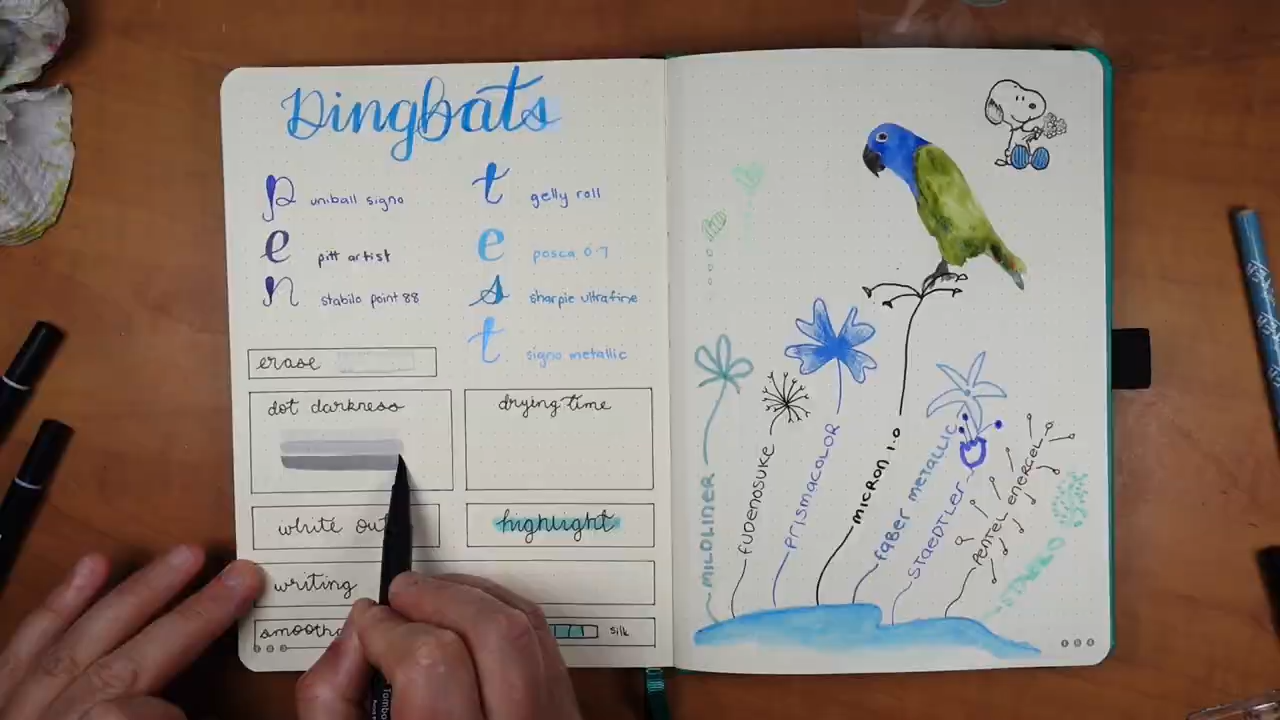 Dingbats
p uniball signo
e pitt artist
n stabilo point 88
t gelly roll
e posca 0.7
s sharpie ultrafine
t signo metallic
erase
dot darkness
drying time
white out
highlight
writing
smooth
silk
MILDLINER
FUDENOSUKE
PRISMACOLOR
MICRON 1.0
FABER METALLIC
STAEDTLER
PENTEL ENERGEL
Tombo